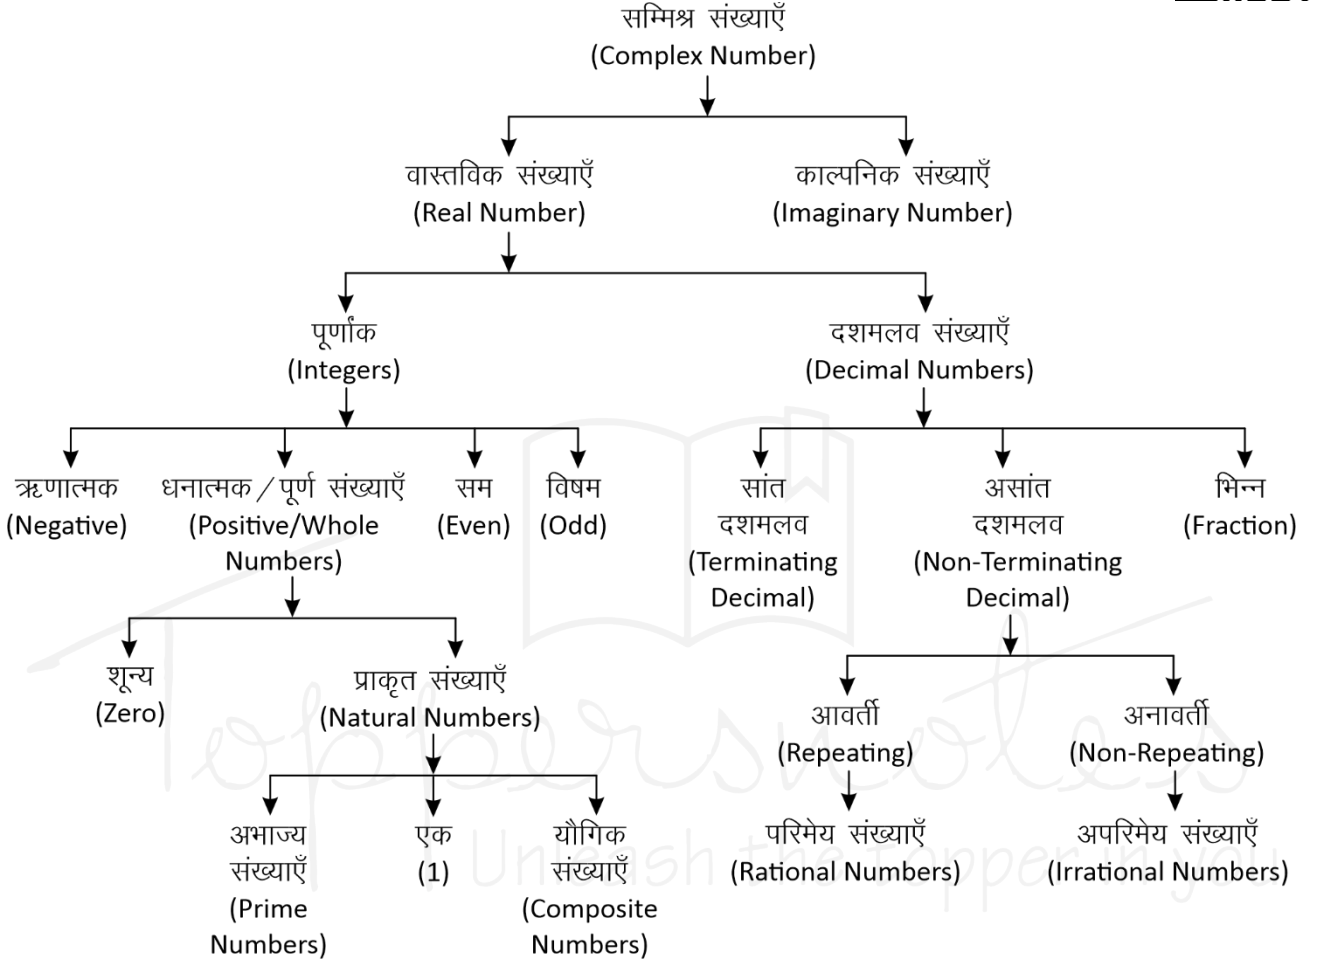 सम्मिश्र संख्याएँ
(Complex Number)
वास्तविक संख्याएँ
(Real Number)
काल्पनिक संख्याएँ
(Imaginary Number)
पूर्णांक
(Integers)
दशमलव संख्याएँ
(Decimal Numbers)
ऋणात्मक
(Negative)
धनात्मक / पूर्ण संख्याएँ
(Positive/Whole
Numbers)
सम
(Even)
विषम
(Odd)
सांत
दशमलव
(Terminating
Decimal)
असांत
दशमलव
(Non-Terminating
Decimal)
भिन्न
(Fraction)
शून्य
(Zero)
प्राकृत संख्याएँ
(Natural Numbers)
आवर्ती
(Repeating)
अनावर्ती
(Non-Repeating)
अभाज्य
संख्याएँ
(Prime
Numbers)
एक
(1)
यौगिक
संख्याएँ
(Composite
Numbers)
परिमेय संख्याएँ
(Rational Numbers)
अपरिमेय संख्याएँ
(Irrational Numbers)
Toppersnotes
Unleash the topper in you